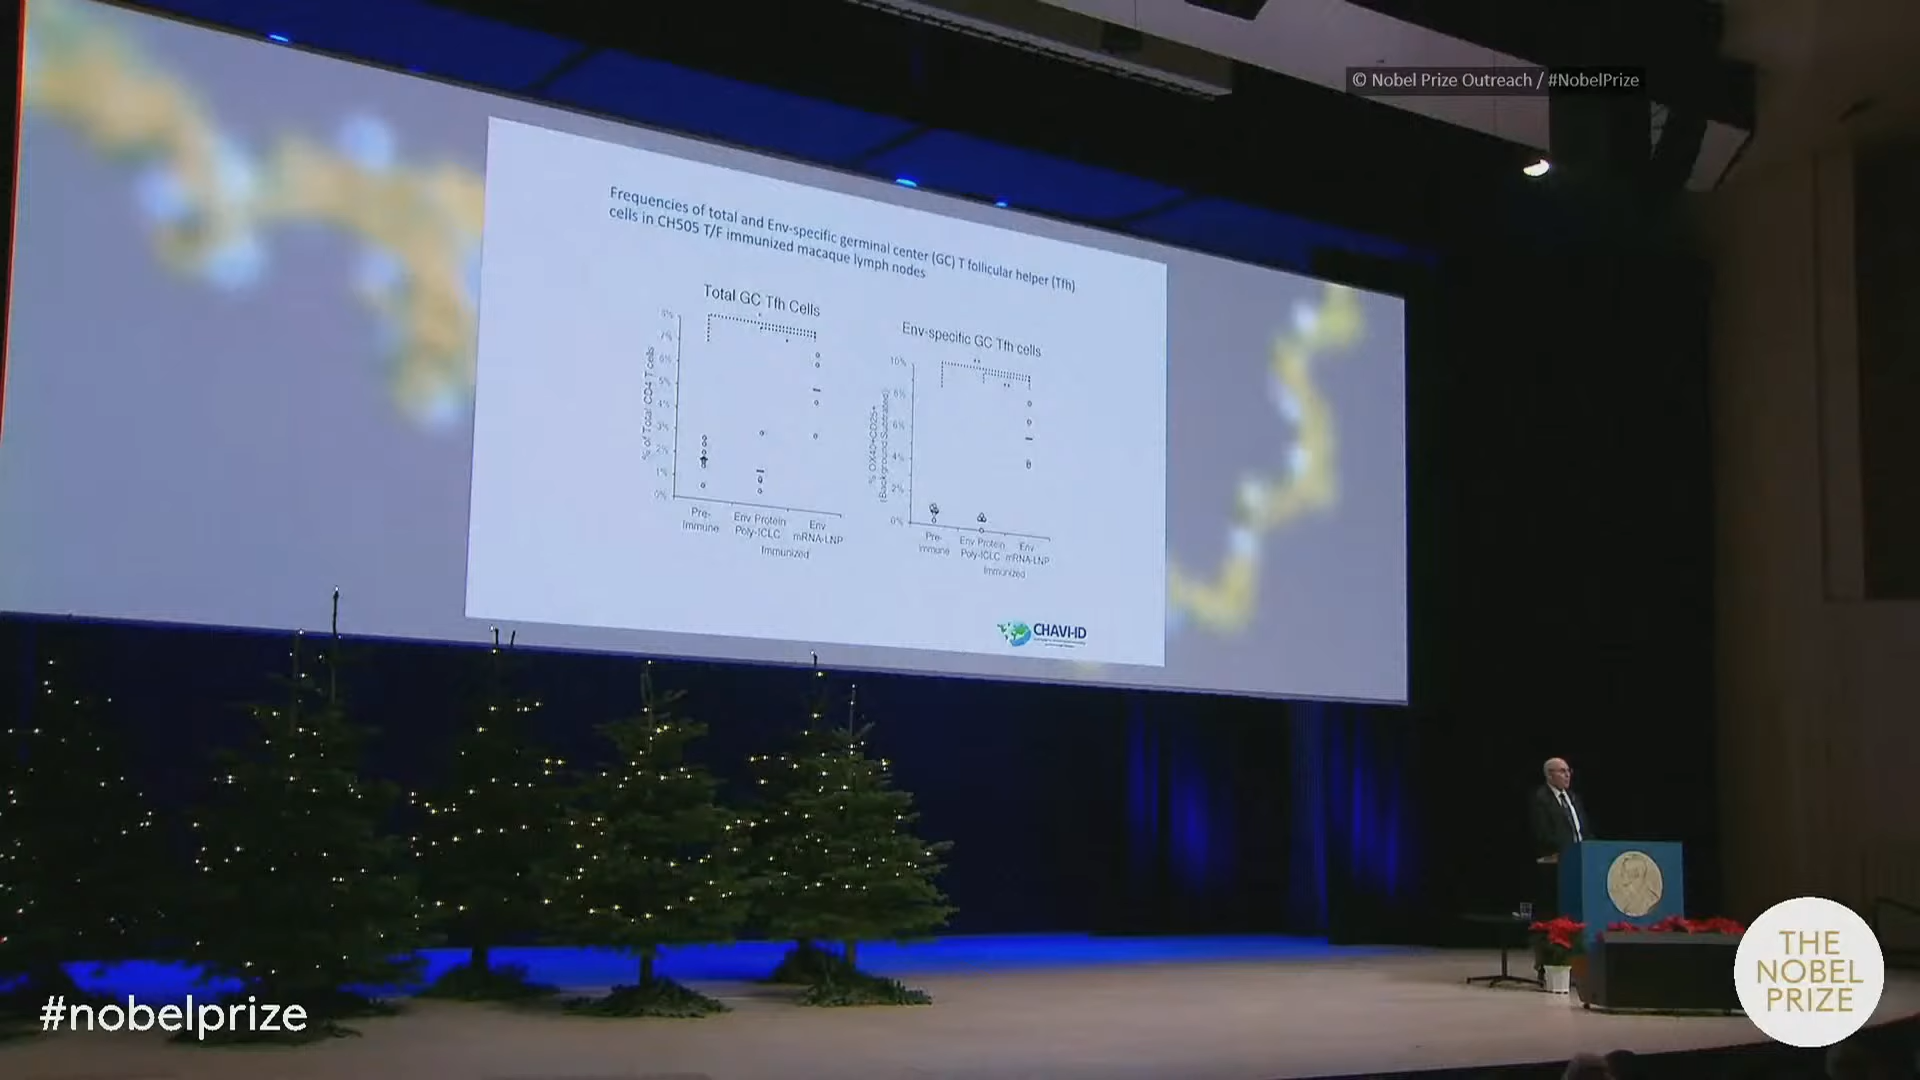 © Nobel Prize Outreach / #NobelPrize
Frequencies of total and Env-specific germinal center (GC) T follicular helper (Tfh)
cells in CH505 T/F immunized macaque lymph nodes
Total GC Tfh Cells
8%
7%
6%
5%
4%
3%
2%
1%
0%
% of Total CD4 T cells
Pre-
Immune
Env Protein
Poly-ICLC
Env
mRNA-LNP
Immunized
Env-specific GC Tfh cells
10%
8%
6%
4%
2%
0%
% OX40+CD25+
(Background Subtracted)
Pre-
Immune
Env Protein
Poly-ICLC
Env
mRNA-LNP
Immunized
CHAVI-ID
#nobelprize
THE
NOBEL
PRIZE